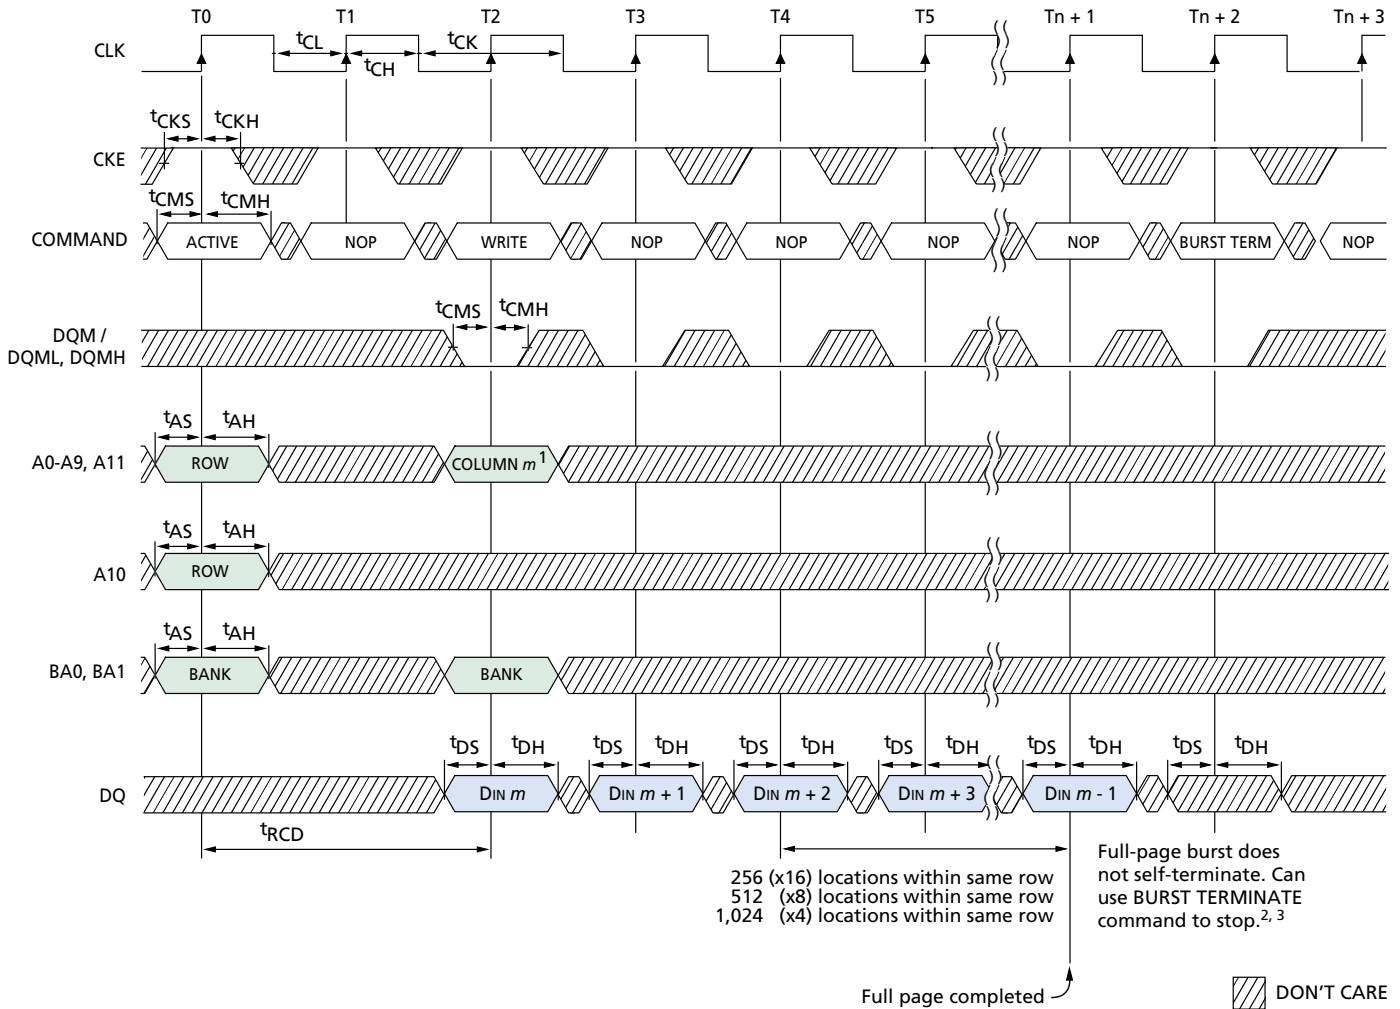 T0 T1 T2 T3 T4 T5 Tn + 1 Tn + 2 Tn + 3
CLK
tCL
tCK
tCH
tCKS tCKH
CKE
tCMS tCMH
COMMAND ACTIVE NOP WRITE NOP NOP NOP NOP BURST TERM NOP
tCMS tCMH
DQM /
DQML, DQMH
tAS tAH
A0-A9, A11 ROW COLUMN m1
tAS tAH
A10 ROW
tAS tAH
BA0, BA1 BANK BANK
tDS tDH tDS tDH tDS tDH tDS tDH tDS tDH tDS tDH
DQ DIN m DIN m + 1 DIN m + 2 DIN m + 3 DIN m - 1
tRCD
256 (x16) locations within same row
512 (x8) locations within same row
1,024 (x4) locations within same row
Full-page burst does
not self-terminate. Can
use BURST TERMINATE
command to stop.2, 3
Full page completed
DON'T CARE